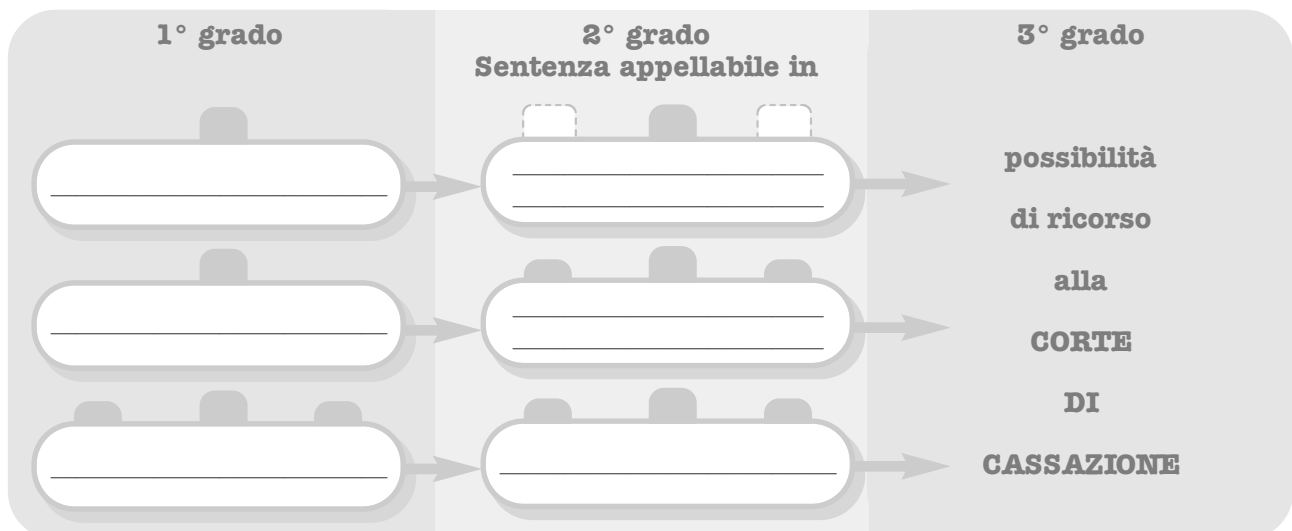 1° grado
2° grado
Sentenza appellabile in
3° grado
possibilità
di ricorso
alla
CORTE
DI
CASSAZIONE